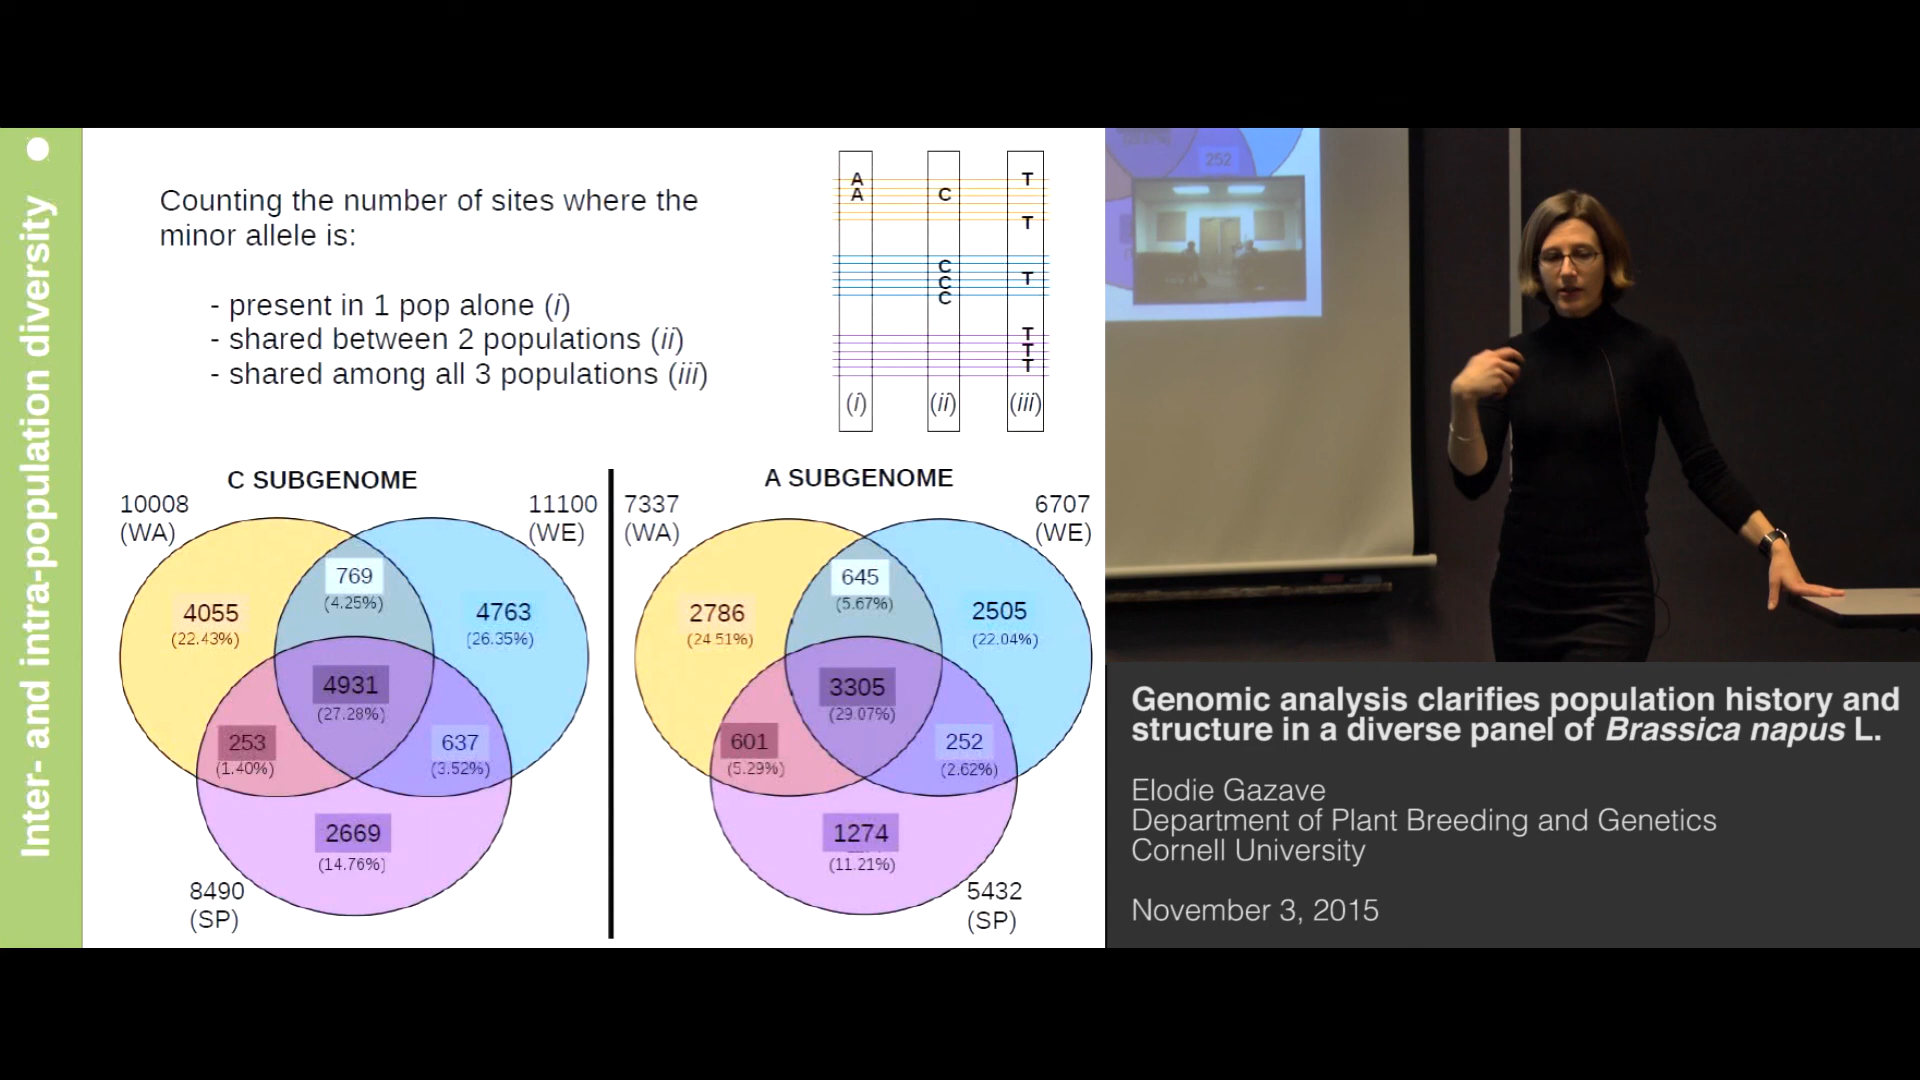 Inter- and intra-population diversity
Counting the number of sites where the
minor allele is:
- present in 1 pop alone (i)
- shared between 2 populations (ii)
- shared among all 3 populations (iii)
A
A
C
C
C
C
T
T
T
T
T
T
(i)
(ii)
(iii)
C SUBGENOME
10008
(WA)
11100
(WE)
769
(4.25%)
4055
(22.43%)
4763
(26.35%)
4931
(27.28%)
253
(1.40%)
637
(3.52%)
2669
(14.76%)
8490
(SP)
A SUBGENOME
7337
(WA)
6707
(WE)
645
(5.67%)
2786
(24.51%)
2505
(22.04%)
3305
(29.07%)
601
(5.29%)
252
(2.62%)
1274
(11.21%)
5432
(SP)
252
Genomic analysis clarifies population history and
structure in a diverse panel of Brassica napus L.
Elodie Gazave
Department of Plant Breeding and Genetics
Cornell University
November 3, 2015